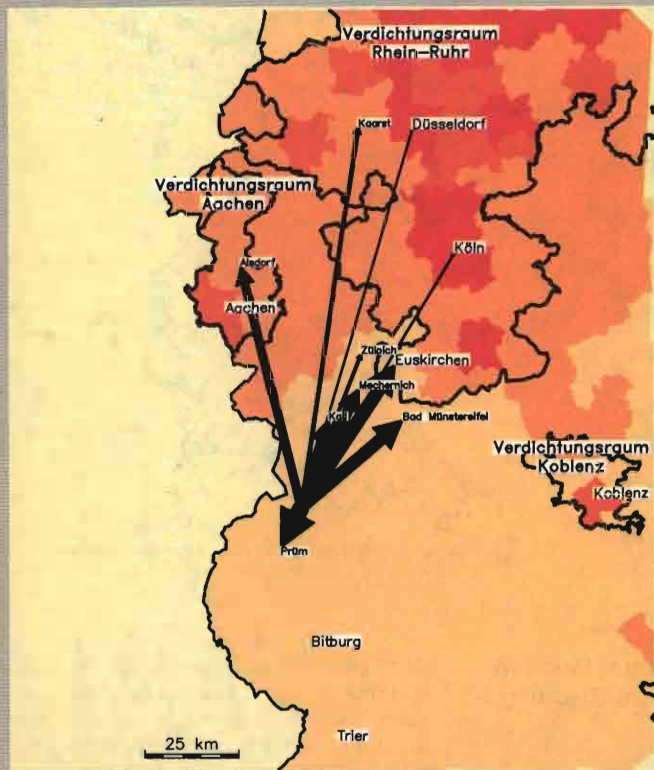 Verdichtungsraum
Rhein-Ruhr
Kaarst
Düsseldorf
Verdichtungsraum
Aachen
Köln
Alsdorf
Aachen
Zülpich
Euskirchen
Mechernich
Kall
Bad Münstereifel
Verdichtungsraum
Koblenz
Koblenz
Prüm
Bitburg
Trier
25 km